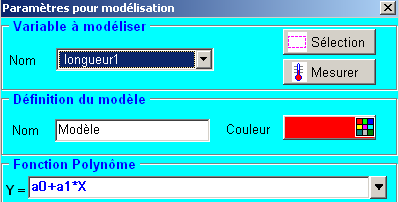 Paramètres pour modélisation
Variable à modéliser
Nom longueur1 Sélection
Mesurer
Définition du modèle
Nom Modèle Couleur
Fonction Polynôme
Y = a0+a1*X